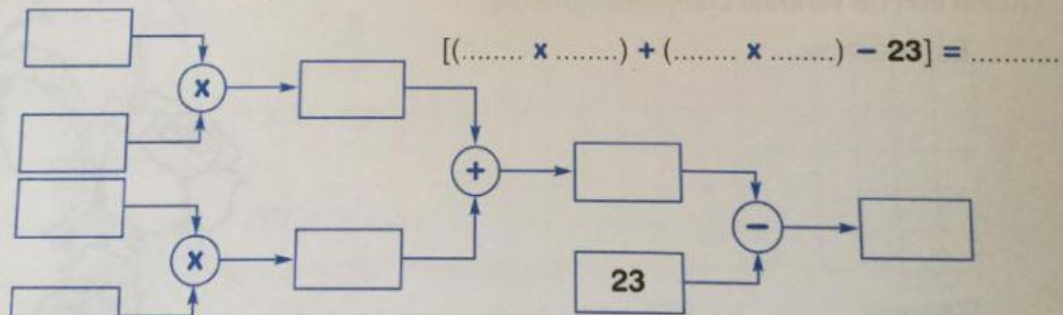 [(........ x ........) + (........ x ........) – 23] = ...........
x
+
x
–
23